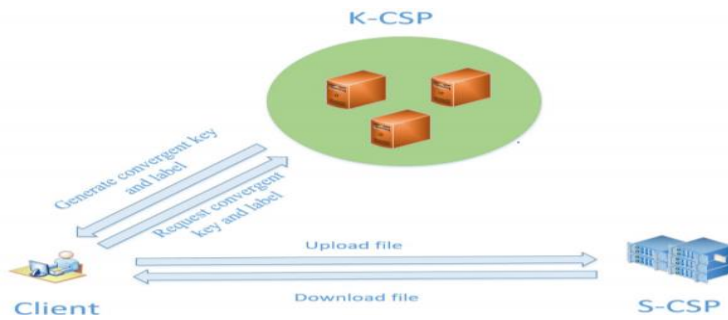 K-CSP
Generate convergent key
and label
Request convergent
key and label
Upload file
Download file
Client
S-CSP